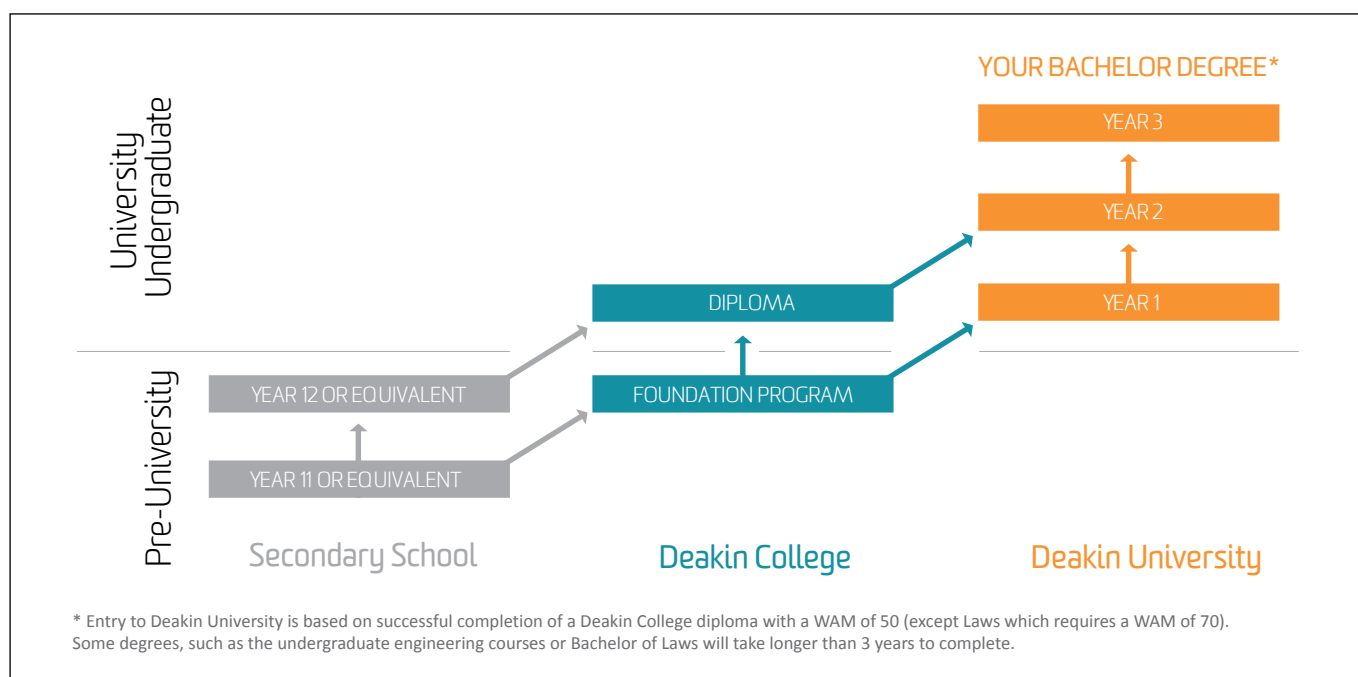 YOUR BACHELOR DEGREE*
YEAR 3
YEAR 2
YEAR 1
University
Undergraduate
DIPLOMA
Pre-University
YEAR 12 OR EQUIVALENT
FOUNDATION PROGRAM
YEAR 11 OR EQUIVALENT
Secondary School
Deakin College
Deakin University
* Entry to Deakin University is based on successful completion of a Deakin College diploma with a WAM of 50 (except Laws which requires a WAM of 70).
Some degrees, such as the undergraduate engineering courses or Bachelor of Laws will take longer than 3 years to complete.